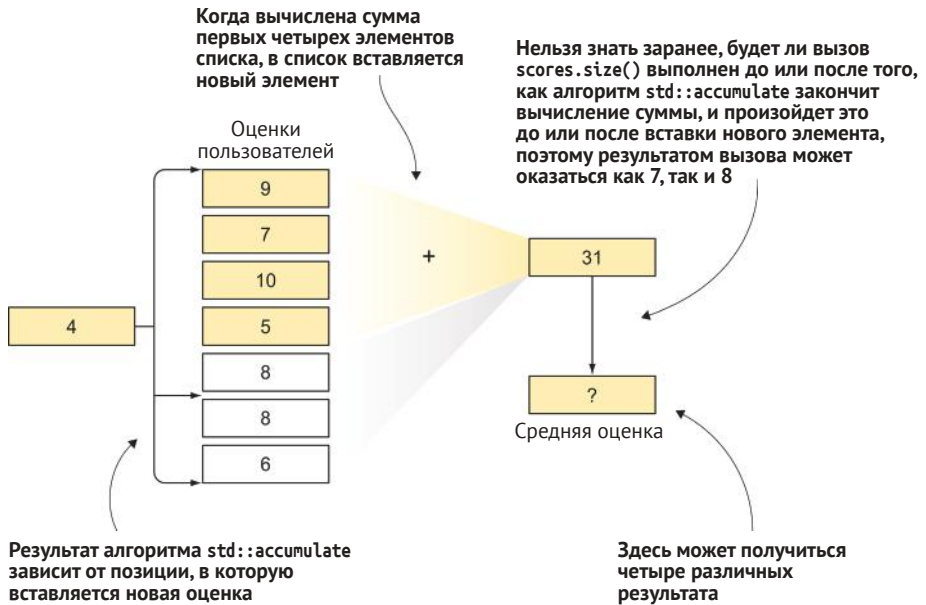 Когда вычислена сумма
первых четырех элементов
списка, в список вставляется
новый элемент
Нельзя знать заранее, будет ли вызов
scores.size() выполнен до или после того,
как алгоритм std::accumulate закончит
вычисление суммы, и произойдет это
до или после вставки нового элемента,
поэтому результатом вызова может
оказаться как 7, так и 8
Оценки
пользователей
9
7
10
5
8
8
6
4
+
31
?
Средняя оценка
Результат алгоритма std::accumulate
зависит от позиции, в которую
вставляется новая оценка
Здесь может получиться
четыре различных
результата